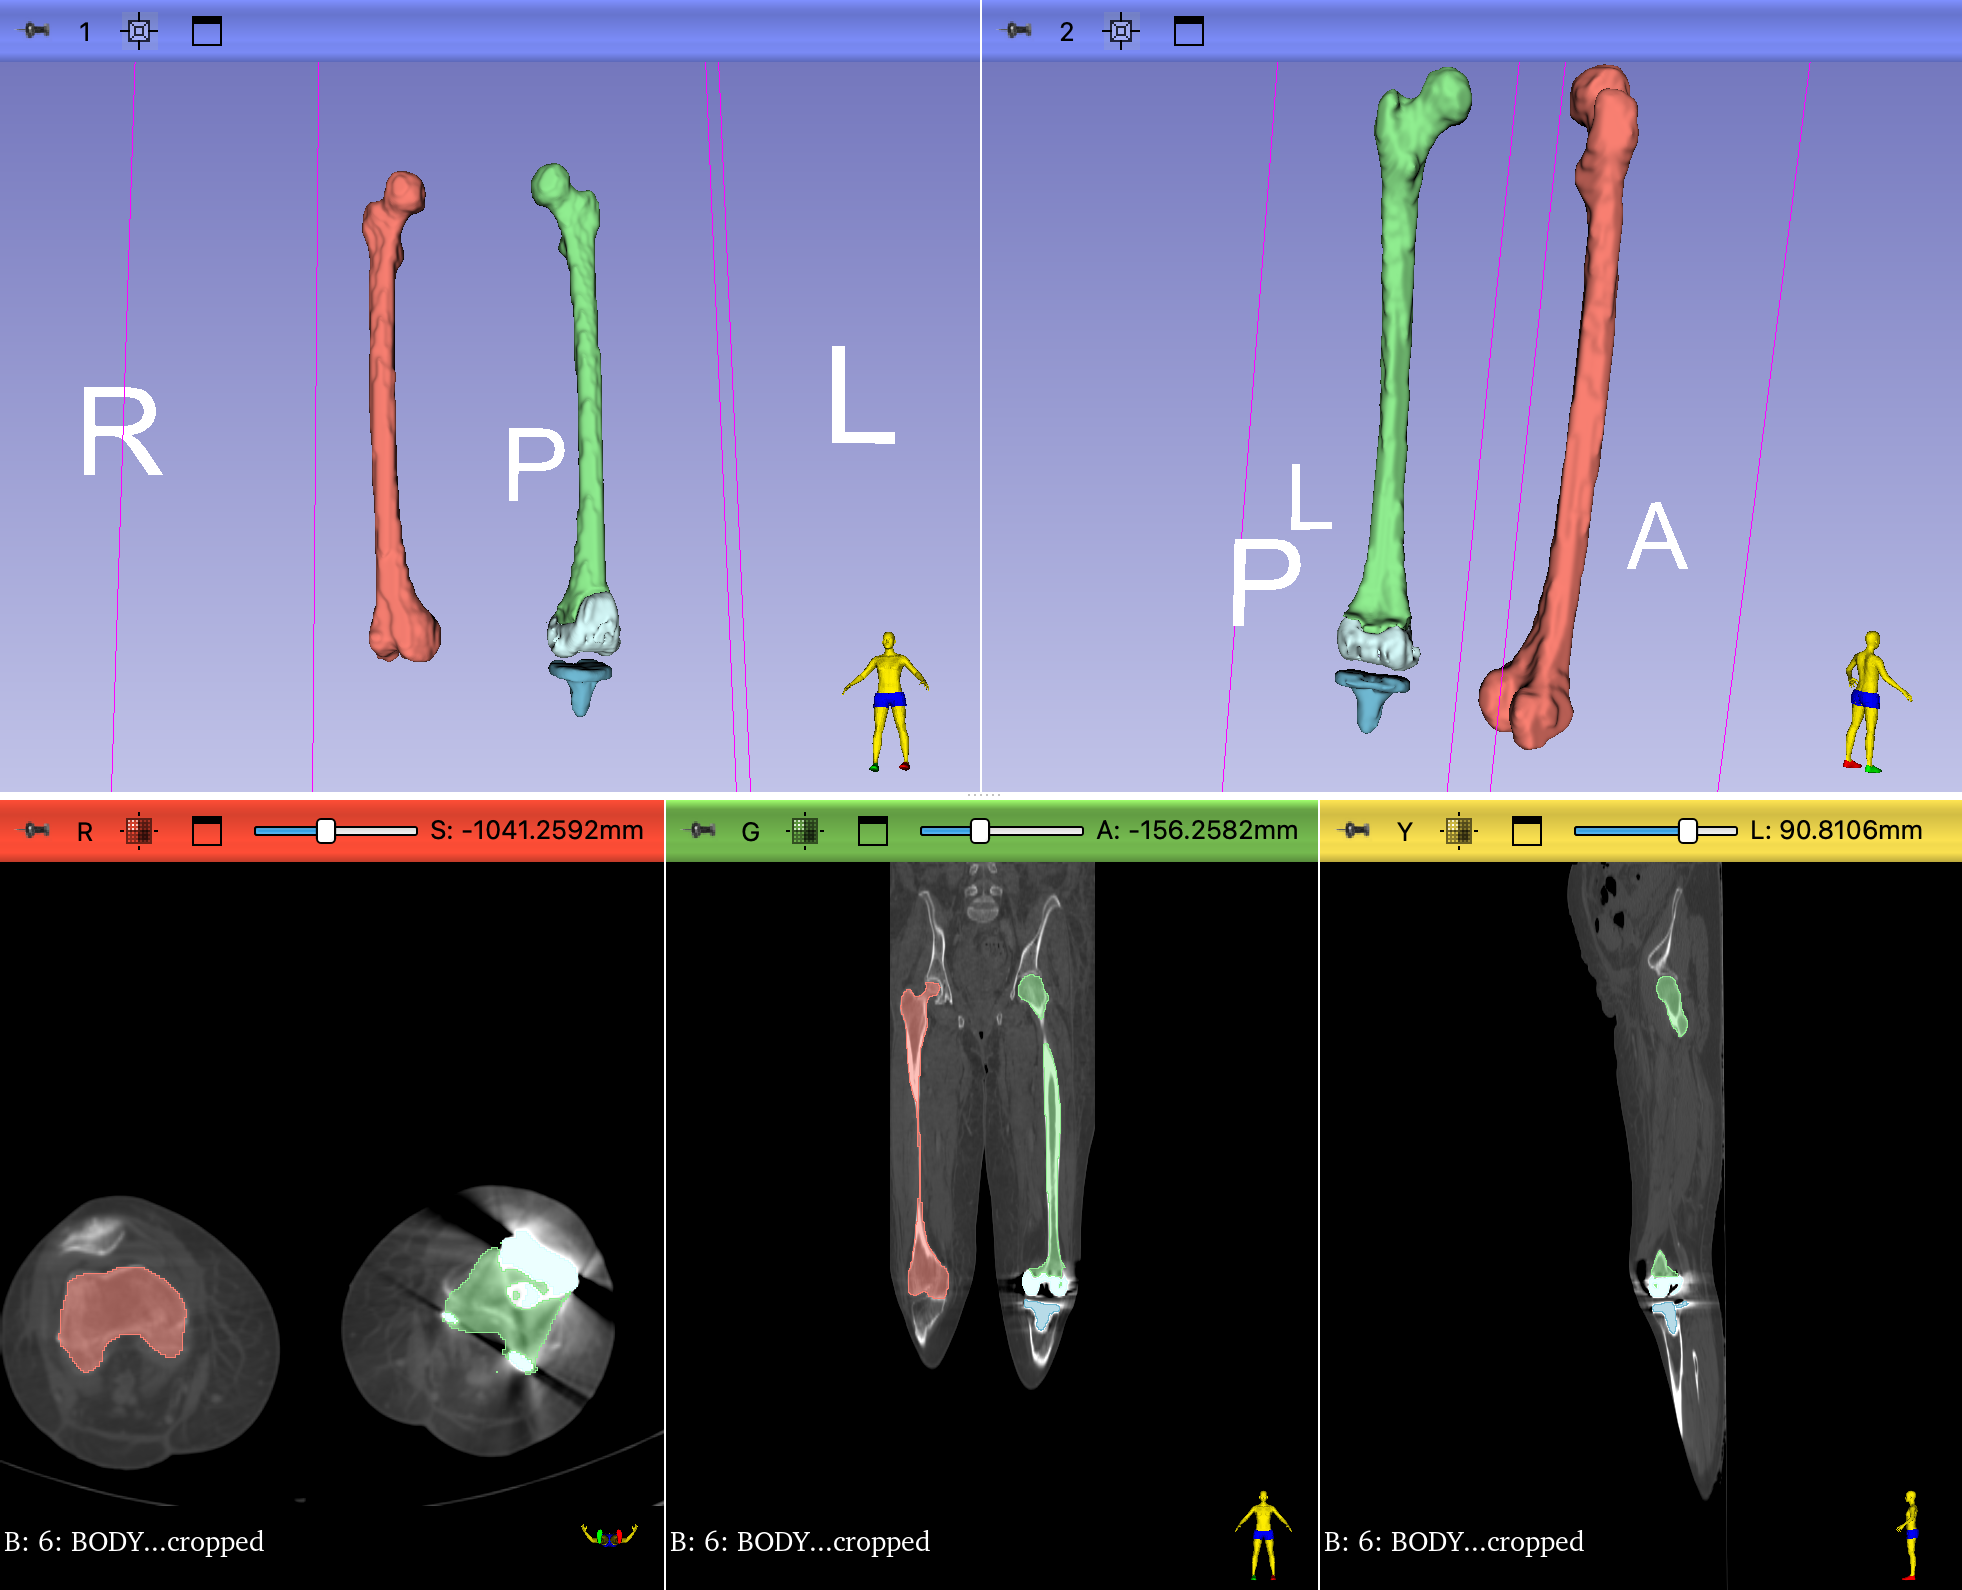 1
2
R
P
L
L
P
A
R S: -1041.2592mm
G A: -156.2582mm
Y L: 90.8106mm
B: 6: BODY...cropped
B: 6: BODY...cropped
B: 6: BODY...cropped